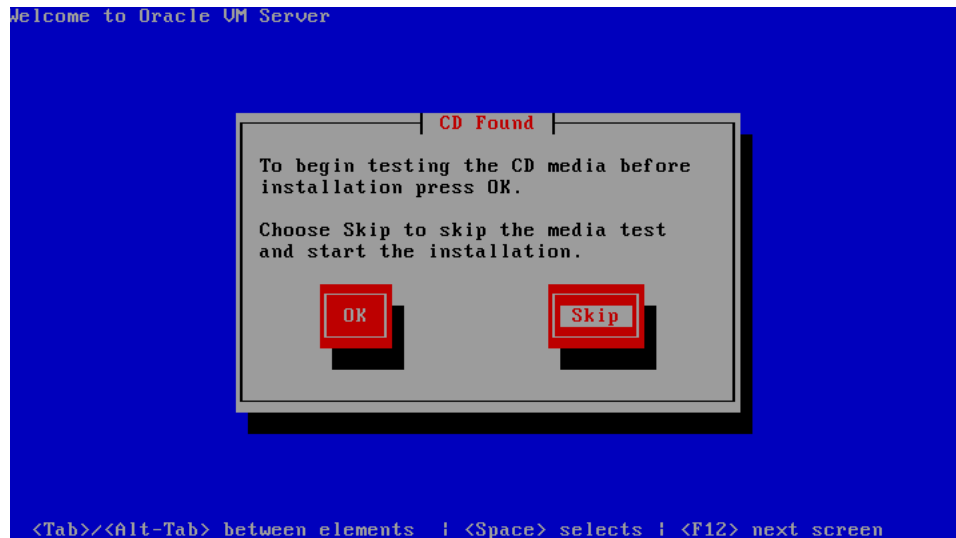 Welcome to Oracle VM Server
CD Found
To begin testing the CD media before
installation press OK.
Choose Skip to skip the media test
and start the installation.
OK
Skip
<Tab>/<Alt-Tab> between elements | <Space> selects | <F12> next screen